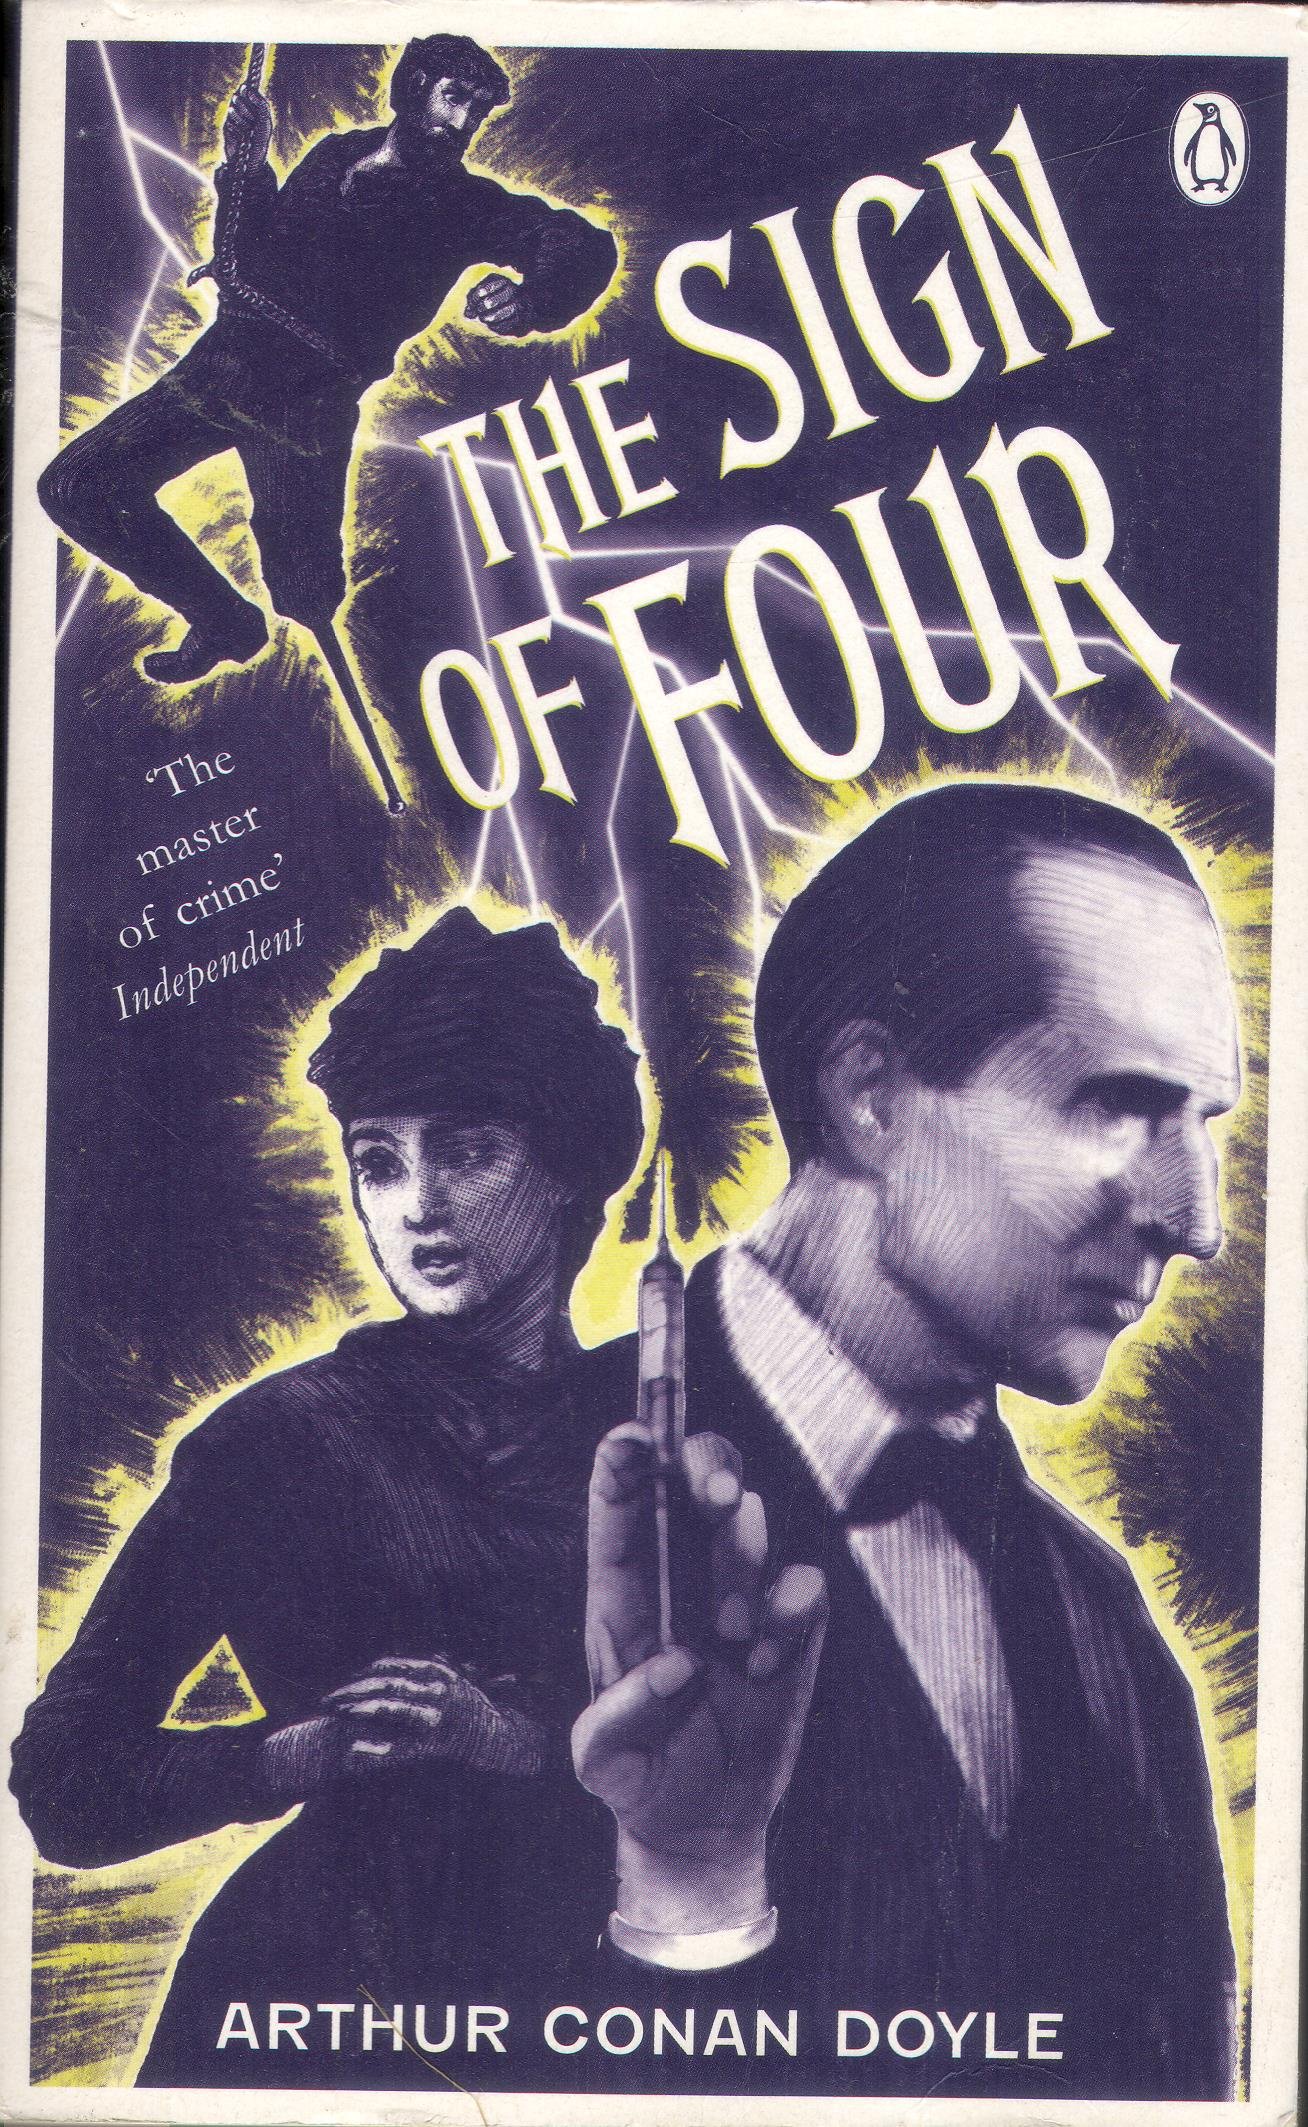 THE SIGN
OF FOUR
‘The
master
of crime’
Independent
ARTHUR CONAN DOYLE